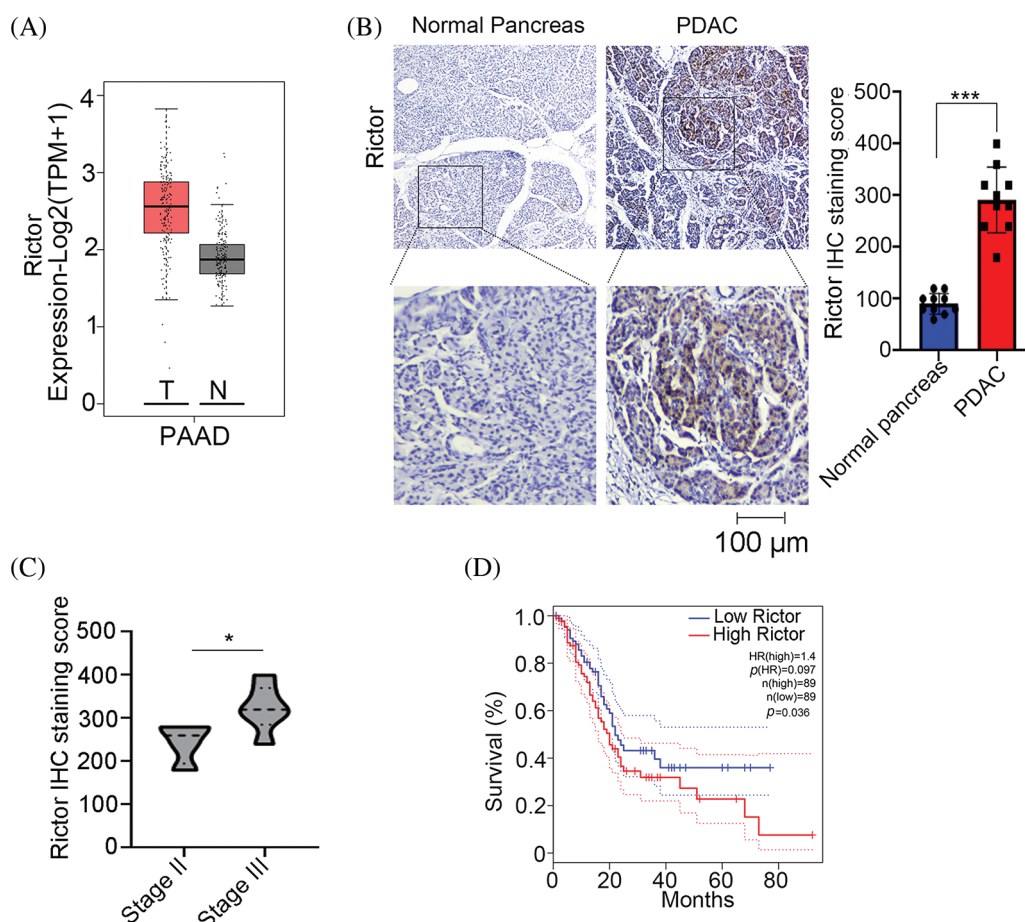 (A)
Rictor
Expression-Log2(TPM+1)
4
3
2
1
0
T N
PAAD
(B)
Normal Pancreas PDAC
Rictor
100 µm
Rictor IHC staining score
500
400
300
200
100
0
***
Normal pancreas
PDAC
(C)
Rictor IHC staining score
500
400
300
200
300
0
*
Stage II
Stage III
(D)
Survival (%)
1.0
0.8
0.6
0.4
0.2
0
Low Rictor
High Rictor
HR(high)=1.4
p(HR)=0.097
n(high)=89
n(low)=89
p=0.036
0 20 40 60 80
Months